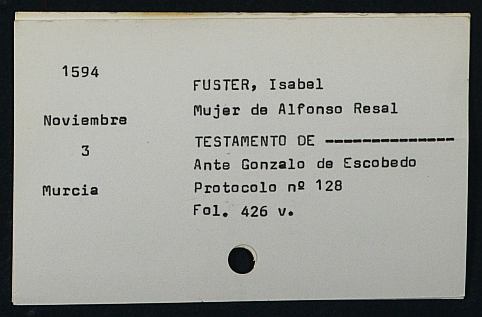 1594
Noviembre
3
Murcia
FUSTER, Isabel
Mujer de Alfonso Resal
TESTAMENTO DE --------------
Ante Gonzalo de Escobedo
Protocolo nº 128
Fol. 426 v.